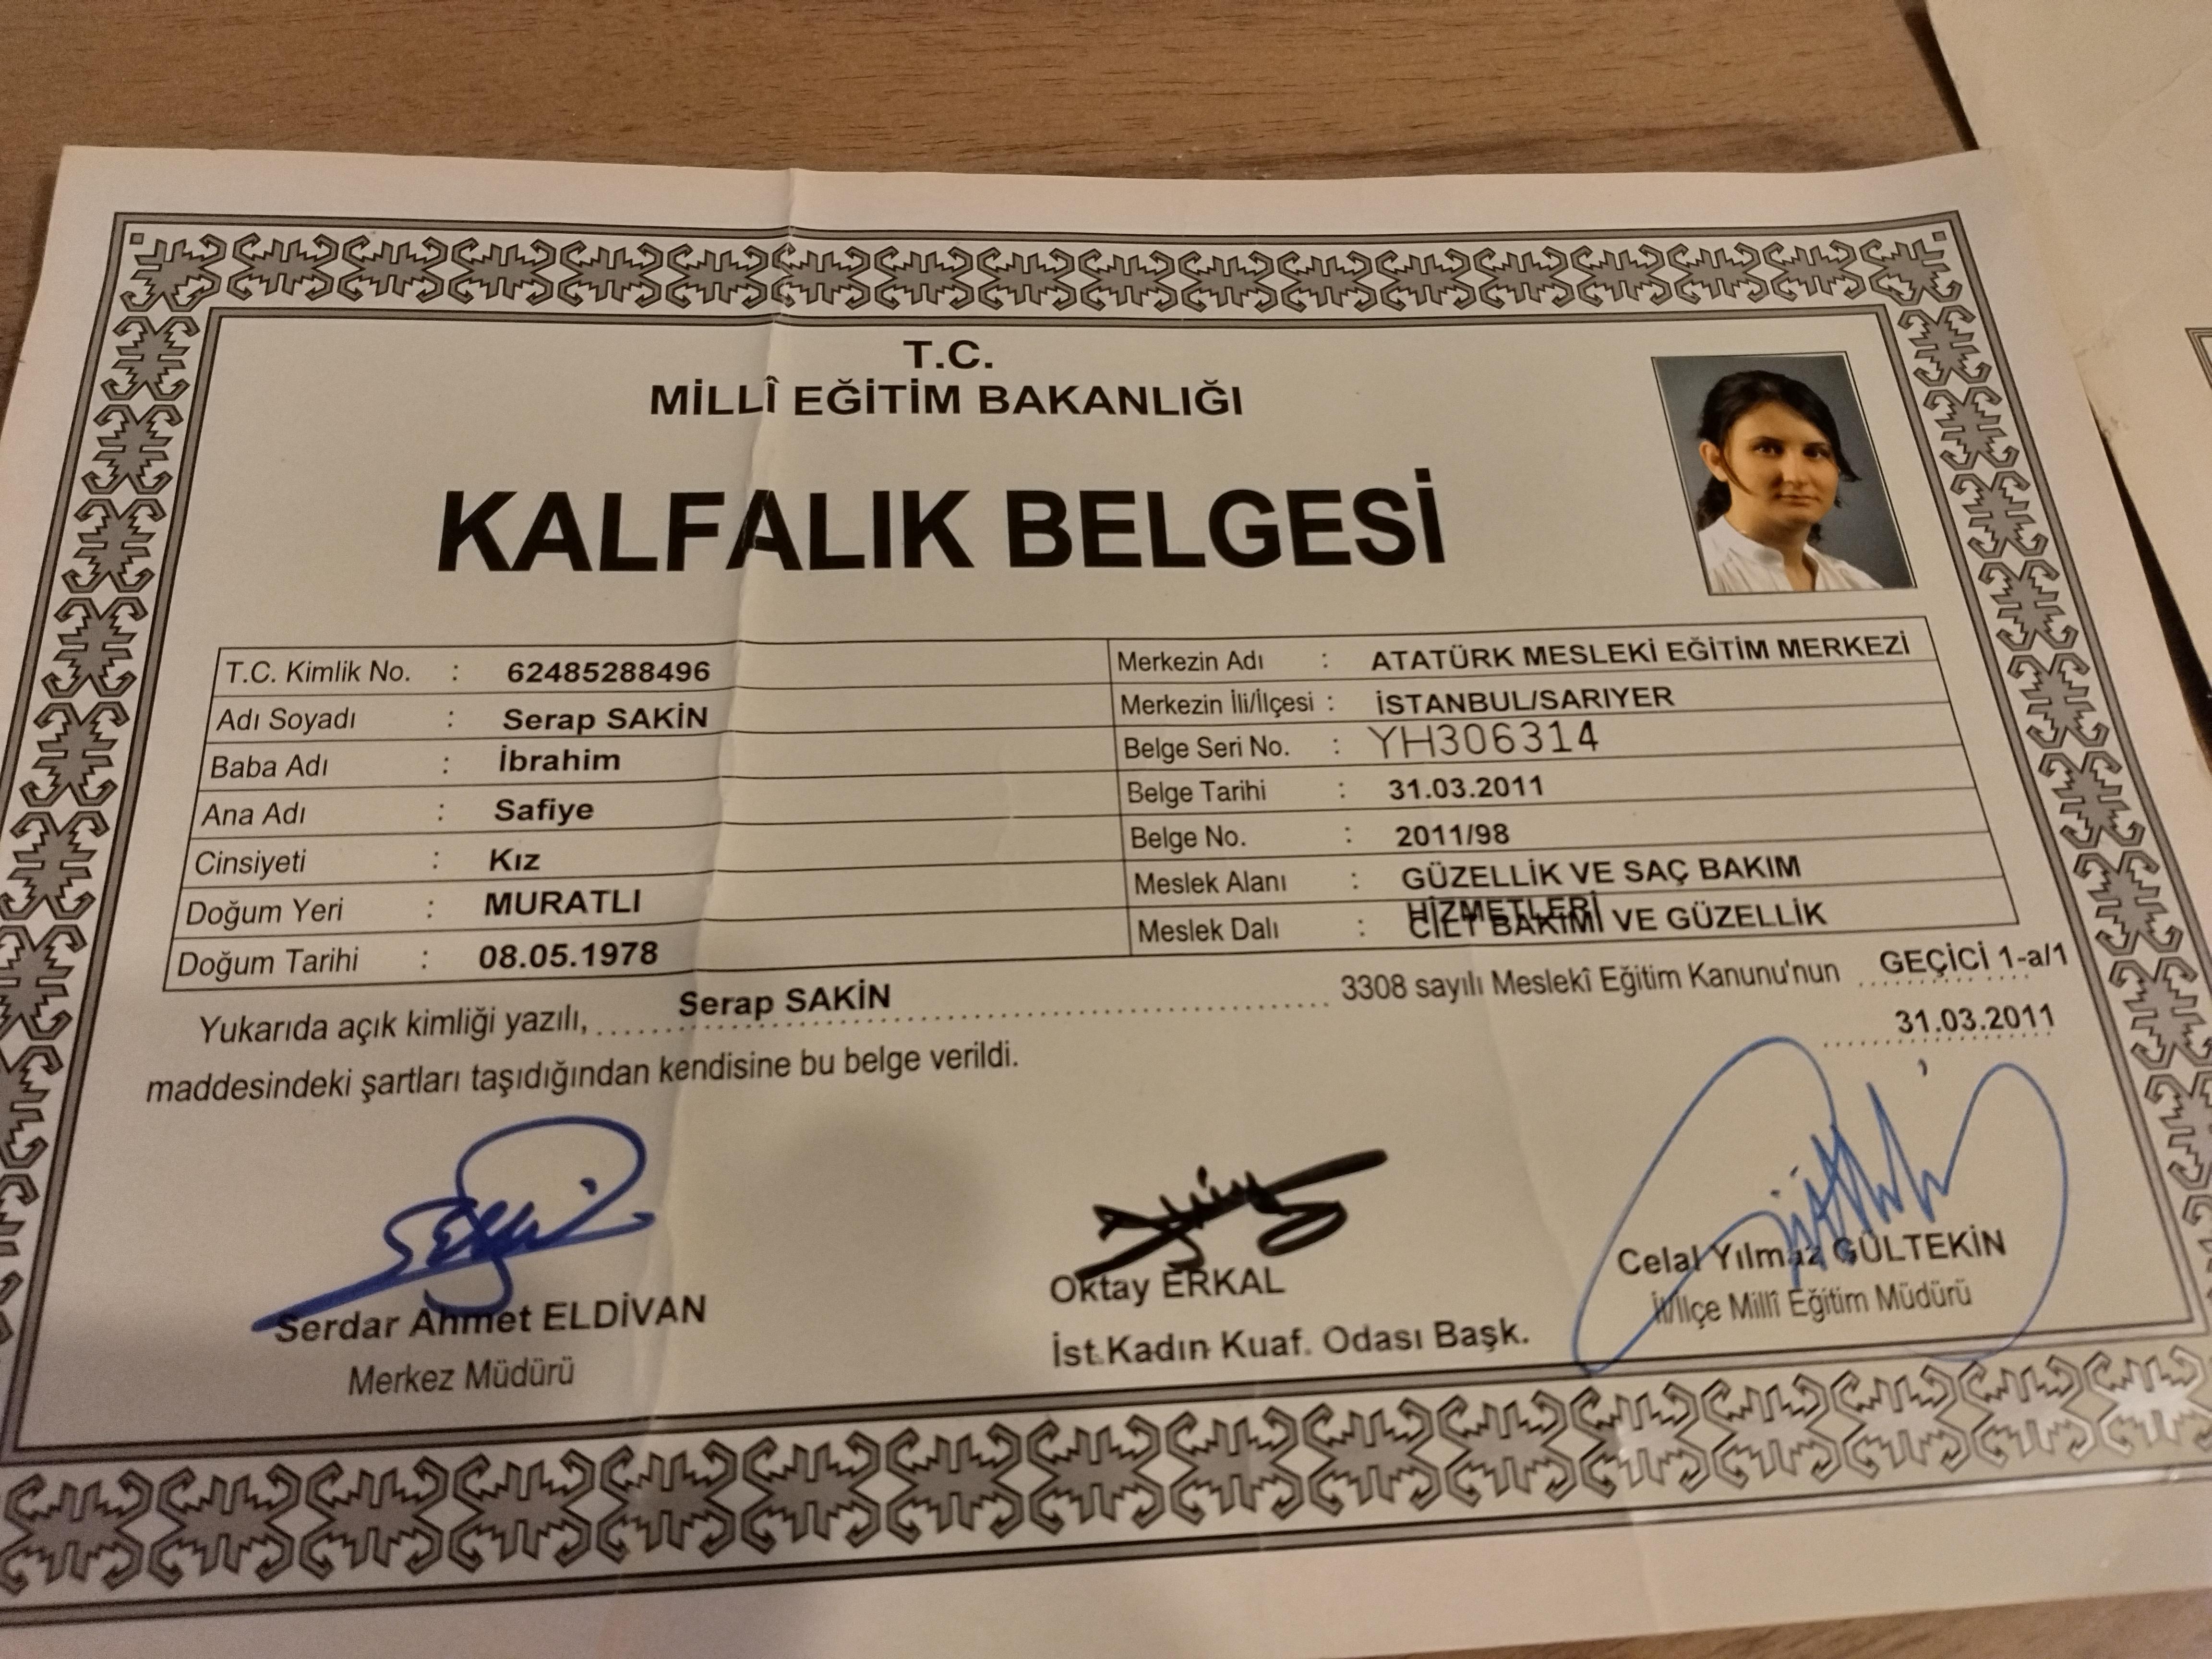 T.C.
MİLLÎ EĞİTİM BAKANLIĞI
KALFALIK BELGESİ
T.C. Kimlik No. : 62485288496
Adı Soyadı : Serap SAKİN
Baba Adı : İbrahim
Ana Adı : Safiye
Cinsiyeti : Kız
Doğum Yeri : MURATLI
Doğum Tarihi : 08.05.1978
Merkezin Adı : ATATÜRK MESLEKİ EĞİTİM MERKEZİ
Merkezin İli/İlçesi : İSTANBUL/SARIYER
Belge Seri No. : YH306314
Belge Tarihi : 31.03.2011
Belge No. : 2011/98
Meslek Alanı : GÜZELLİK VE SAÇ BAKIM
HİZMETLERİ
Meslek Dalı : CİLT BAKIMI VE GÜZELLİK
Yukarıda açık kimliği yazılı, Serap SAKİN 3308 sayılı Meslekî Eğitim Kanunu'nun GEÇİCİ 1-a/1
maddesindeki şartları taşıdığından kendisine bu belge verildi.
31.03.2011
Serdar Ahmet ELDİVAN
Merkez Müdürü
Oktay ERKAL
İst.Kadın Kuaf. Odası Başk.
Celal Yılmaz GÜLTEKİN
İl/İlçe Millî Eğitim Müdürü